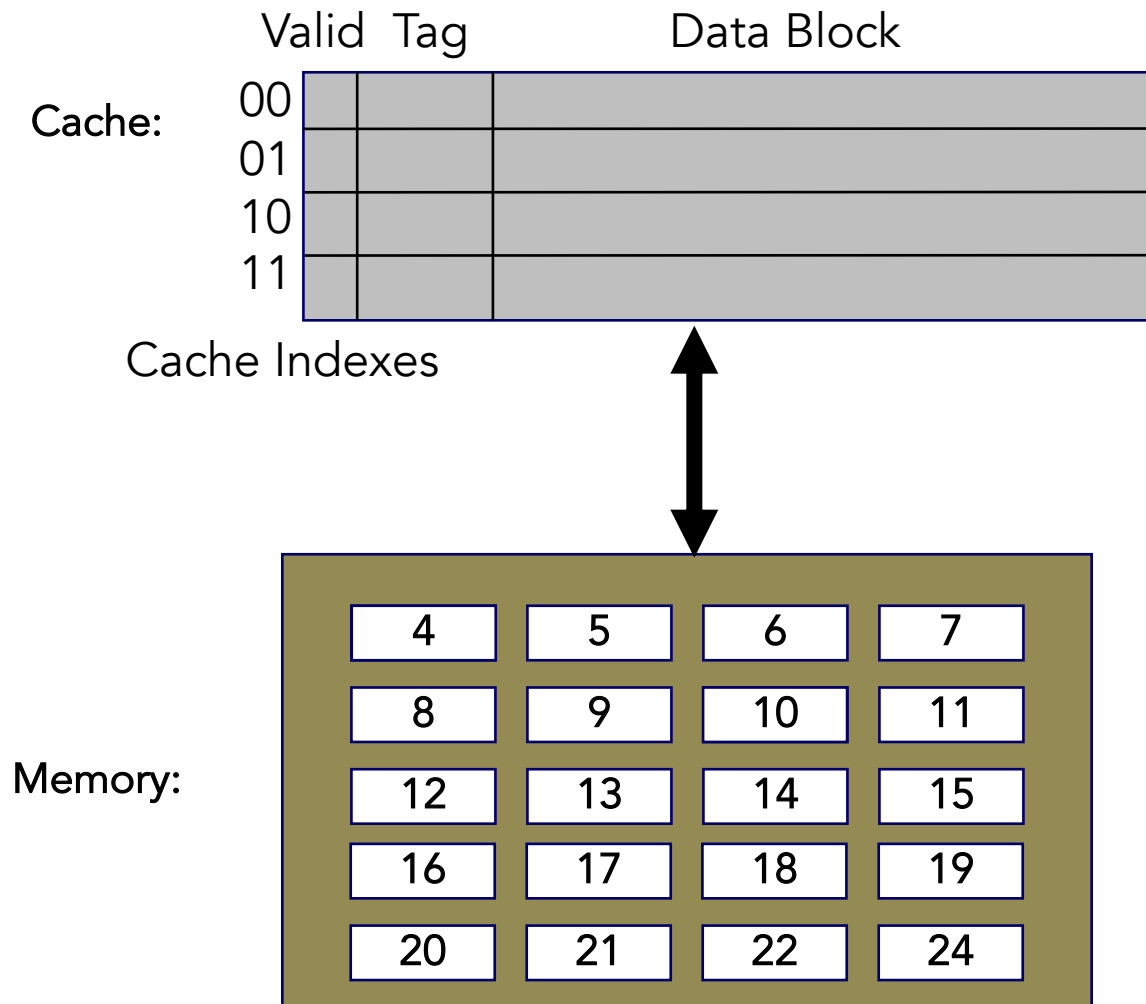 Valid Tag Data Block
Cache:
00
01
10
11
Cache Indexes
4 5 6 7
8 9 10 11
Memory:
12 13 14 15
16 17 18 19
20 21 22 24